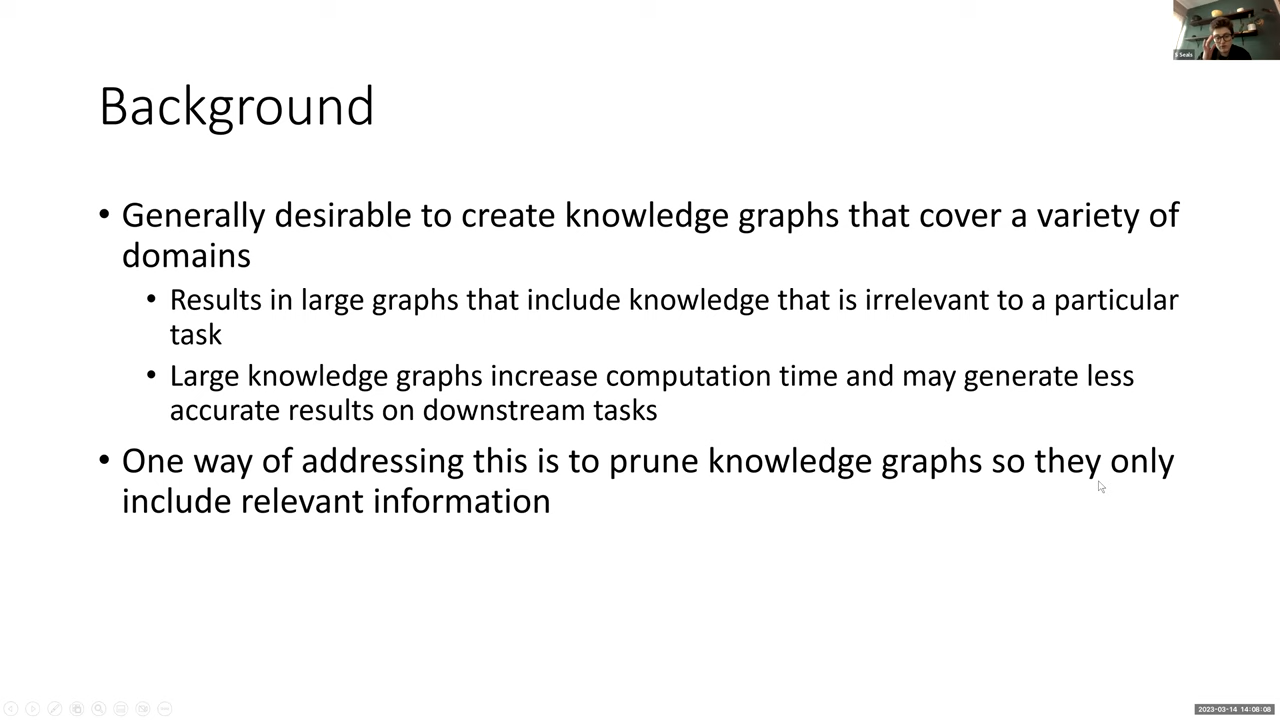 S Seals
Background
• Generally desirable to create knowledge graphs that cover a variety of
domains
• Results in large graphs that include knowledge that is irrelevant to a particular
task
• Large knowledge graphs increase computation time and may generate less
accurate results on downstream tasks
• One way of addressing this is to prune knowledge graphs so they only
include relevant information
2023-03-14 14:08:08